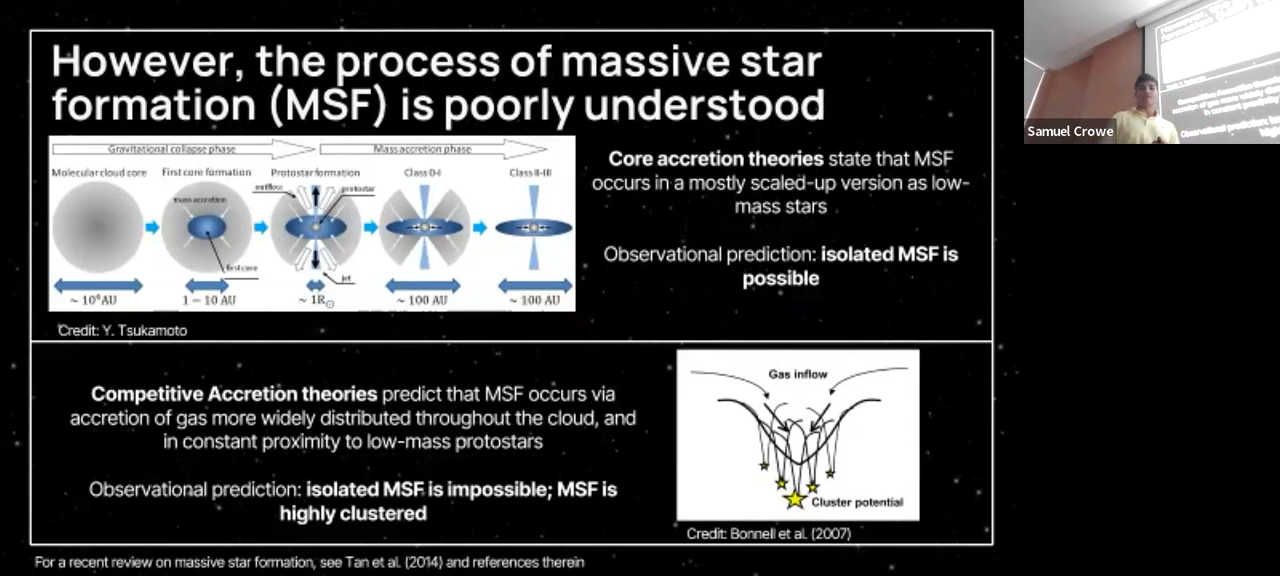 However, the process of massive star
formation (MSF) is poorly understood
Gravitational collapse phase
Mass accretion phase
Molecular cloud core
First core formation
Protostar formation
Class 0-I
Class II-III
mass accretion
outflow
protostar
first core
jet
~ 10⁴ AU
1 − 10 AU
~ 1R⊙
~ 100 AU
~ 100 AU
Credit: Y. Tsukamoto
Core accretion theories state that MSF
occurs in a mostly scaled-up version as low-
mass stars
Observational prediction: isolated MSF is
possible
Competitive Accretion theories predict that MSF occurs via
accretion of gas more widely distributed throughout the cloud, and
in constant proximity to low-mass protostars
Observational prediction: isolated MSF is impossible; MSF is
highly clustered
Gas inflow
Cluster potential
Credit: Bonnell et al. (2007)
For a recent review on massive star formation, see Tan et al. (2014) and references therein
Samuel Crowe